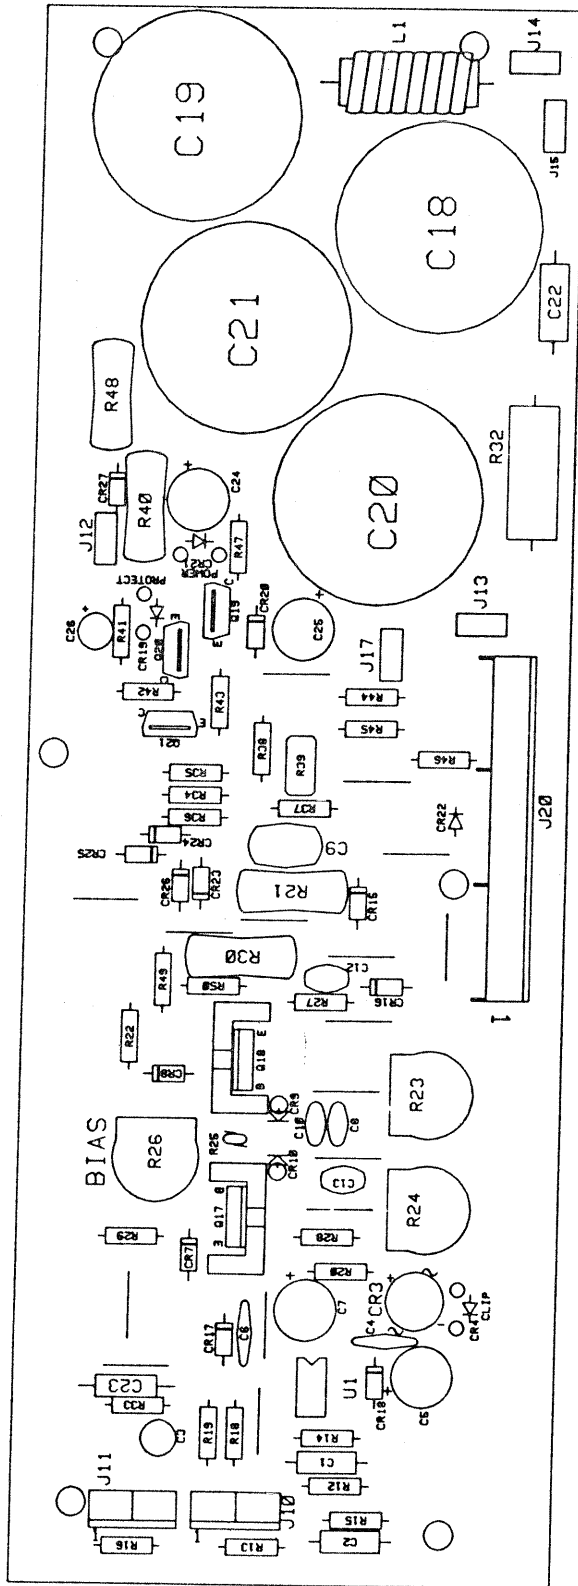 L1
J14
C19
J15
C18
C21
C22
R48
R32
CR27
R40
C24
J12
C20
CR21
POWER
R47
PROTECT
C
Q19
E
CR20
C26
R41
CR19
E
Q20
C
C25
J13
J17
R42
R43
R44
C
E
Q21
R45
R38
R39
R46
R35
R34
R37
R36
CR24
J20
CR22
CR25
C9
CR26
CR23
R21
CR15
R30
C12
R49
R50
R27
CR16
1
R22
E
Q18
B
CR8
CR9
C10
C8
R23
BIAS
R26
R25
CR10
C13
B
Q17
R24
R29
CR7
R28
R20
C7
CR3
CR4
CLIP
CR17
C6
C4
U1
CR18
C5
C23
R33
C3
R19
R18
R14
C1
R12
J11
J10
1
1
R16
R13
R15
C2